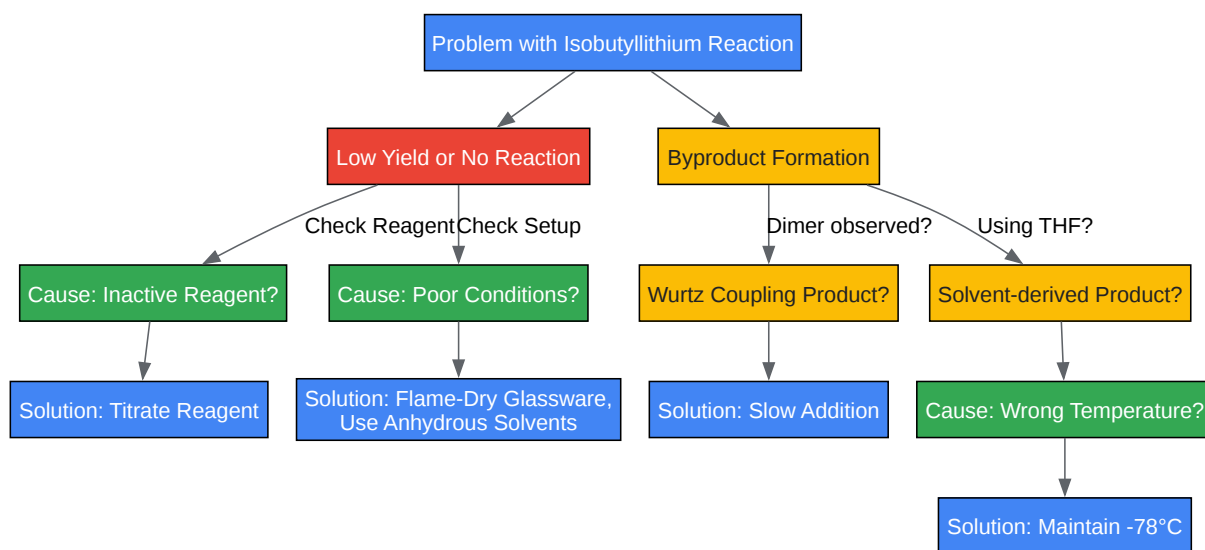 Problem with Isobutyllithium Reaction
Low Yield or No Reaction
Byproduct Formation
Check Reagent
Check Setup
Dimer observed?
Using THF?
Cause: Inactive Reagent?
Cause: Poor Conditions?
Wurtz Coupling Product?
Solvent-derived Product?
Solution: Titrate Reagent
Solution: Flame-Dry Glassware,
Use Anhydrous Solvents
Solution: Slow Addition
Cause: Wrong Temperature?
Solution: Maintain -78°C